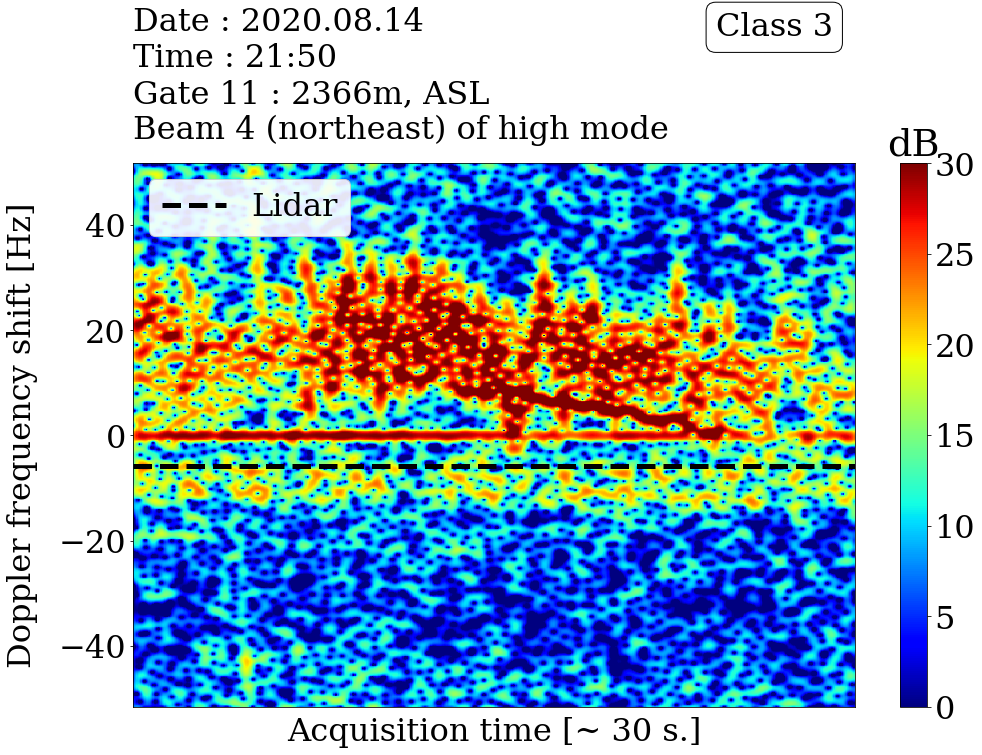 Date : 2020.08.14
Time : 21:50
Gate 11 : 2366m, ASL
Beam 4 (northeast) of high mode
Class 3
dB
Lidar
Doppler frequency shift [Hz]
40
20
0
−20
−40
30
25
20
15
10
5
0
Acquisition time [~ 30 s.]